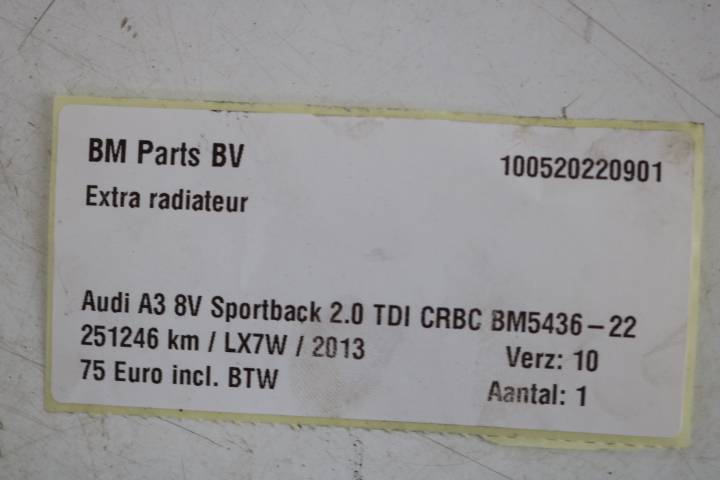 BM Parts BV
100520220901
Extra radiateur
Audi A3 8V Sportback 2.0 TDI CRBC BM5436-22
251246 km / LX7W / 2013
Verz: 10
75 Euro incl. BTW
Aantal: 1